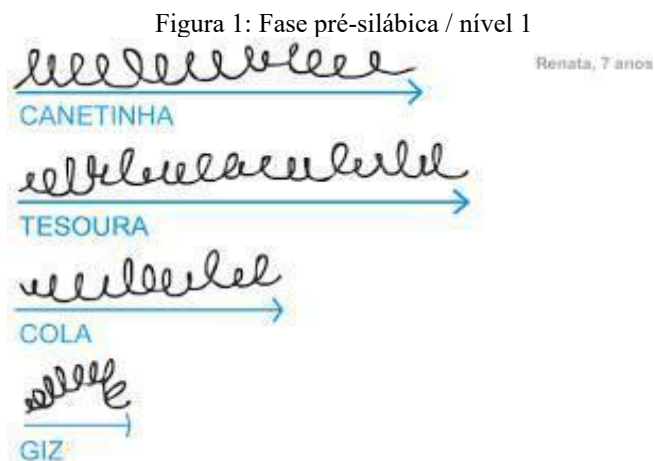 Figura 1: Fase pré-silábica / nível 1
Renata, 7 anos
CANETINHA
TESOURA
COLA
GIZ